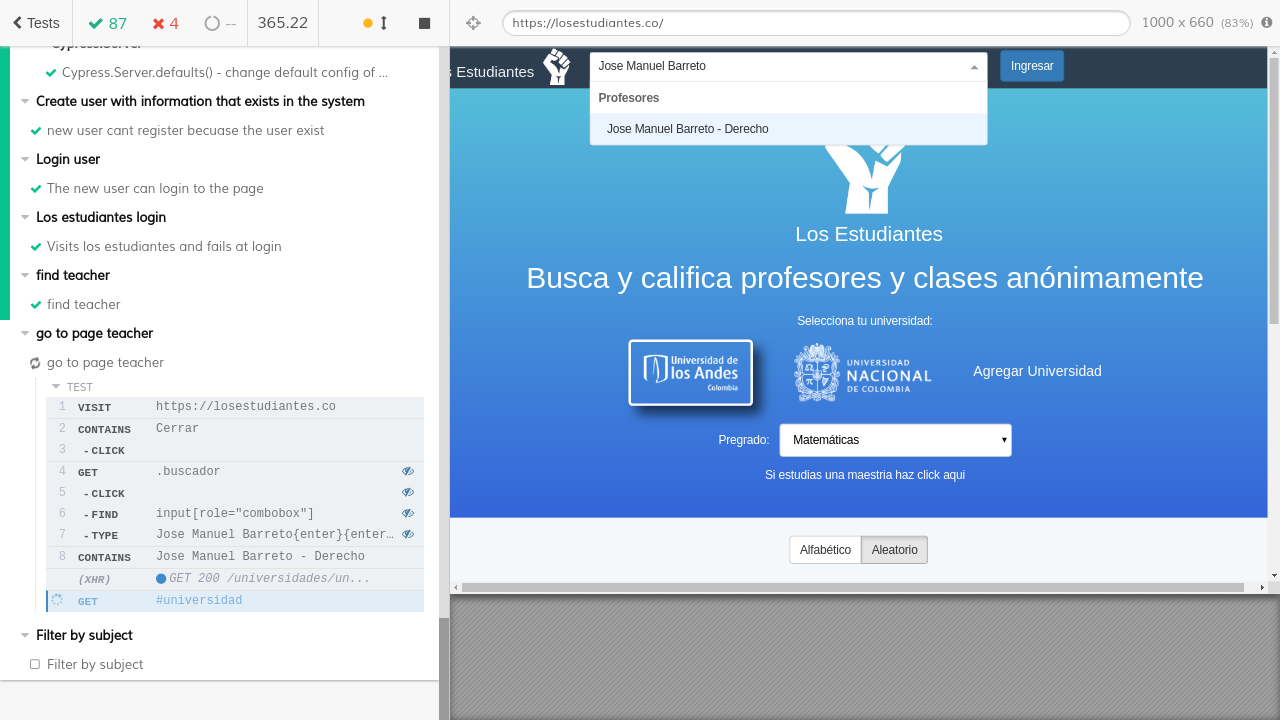 Tests
87
4
--
365.22
https://losestudiantes.co/
1000 x 660 (83%)
Cypress.Server.defaults() - change default config of ...
Create user with information that exists in the system
new user cant register becuase the user exist
Login user
The new user can login to the page
Los estudiantes login
Visits los estudiantes and fails at login
find teacher
find teacher
go to page teacher
go to page teacher
TEST
1 VISIT https://losestudiantes.co
2 CONTAINS Cerrar
3 - CLICK
4 GET .buscador
5 - CLICK
6 - FIND input[role="combobox"]
7 - TYPE Jose Manuel Barreto{enter}{enter…
8 CONTAINS Jose Manuel Barreto - Derecho
(XHR) GET 200 /universidades/un...
GET #universidad
Filter by subject
Filter by subject
s Estudiantes
Jose Manuel Barreto
Ingresar
Profesores
Jose Manuel Barreto - Derecho
Los Estudiantes
Busca y califica profesores y clases anónimamente
Selecciona tu universidad:
Universidad de
los Andes
Colombia
UNIVERSIDAD
NACIONAL
DE COLOMBIA
Agregar Universidad
Pregrado: Matemáticas
Si estudias una maestria haz click aqui
Alfabético Aleatorio